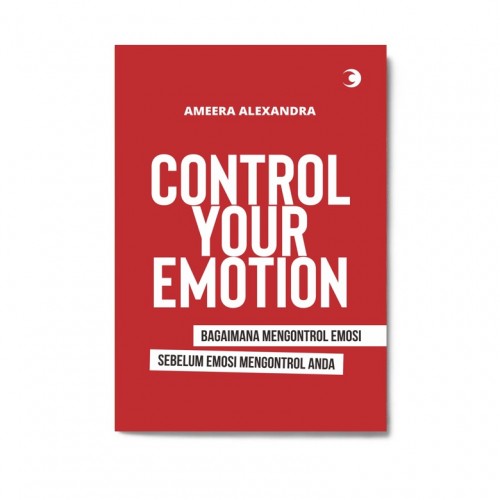 AMEERA ALEXANDRA
CONTROL
YOUR
EMOTION
BAGAIMANA MENGONTROL EMOSI
SEBELUM EMOSI MENGONTROL ANDA